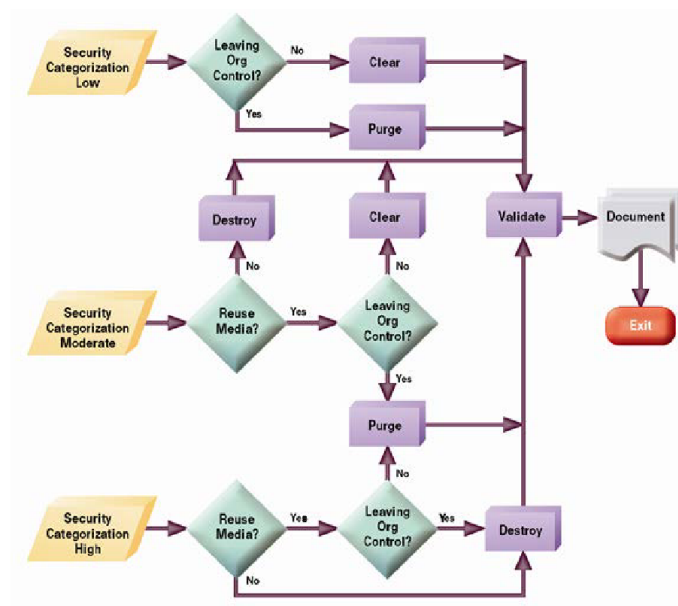 Security
Categorization
Low
Leaving
Org
Control?
No
Clear
Yes
Purge
Destroy
Clear
Validate
Document
No
No
Security
Categorization
Moderate
Reuse
Media?
Yes
Leaving
Org
Control?
Exit
Yes
Purge
No
Security
Categorization
High
Reuse
Media?
Yes
Leaving
Org
Control?
Yes
Destroy
No